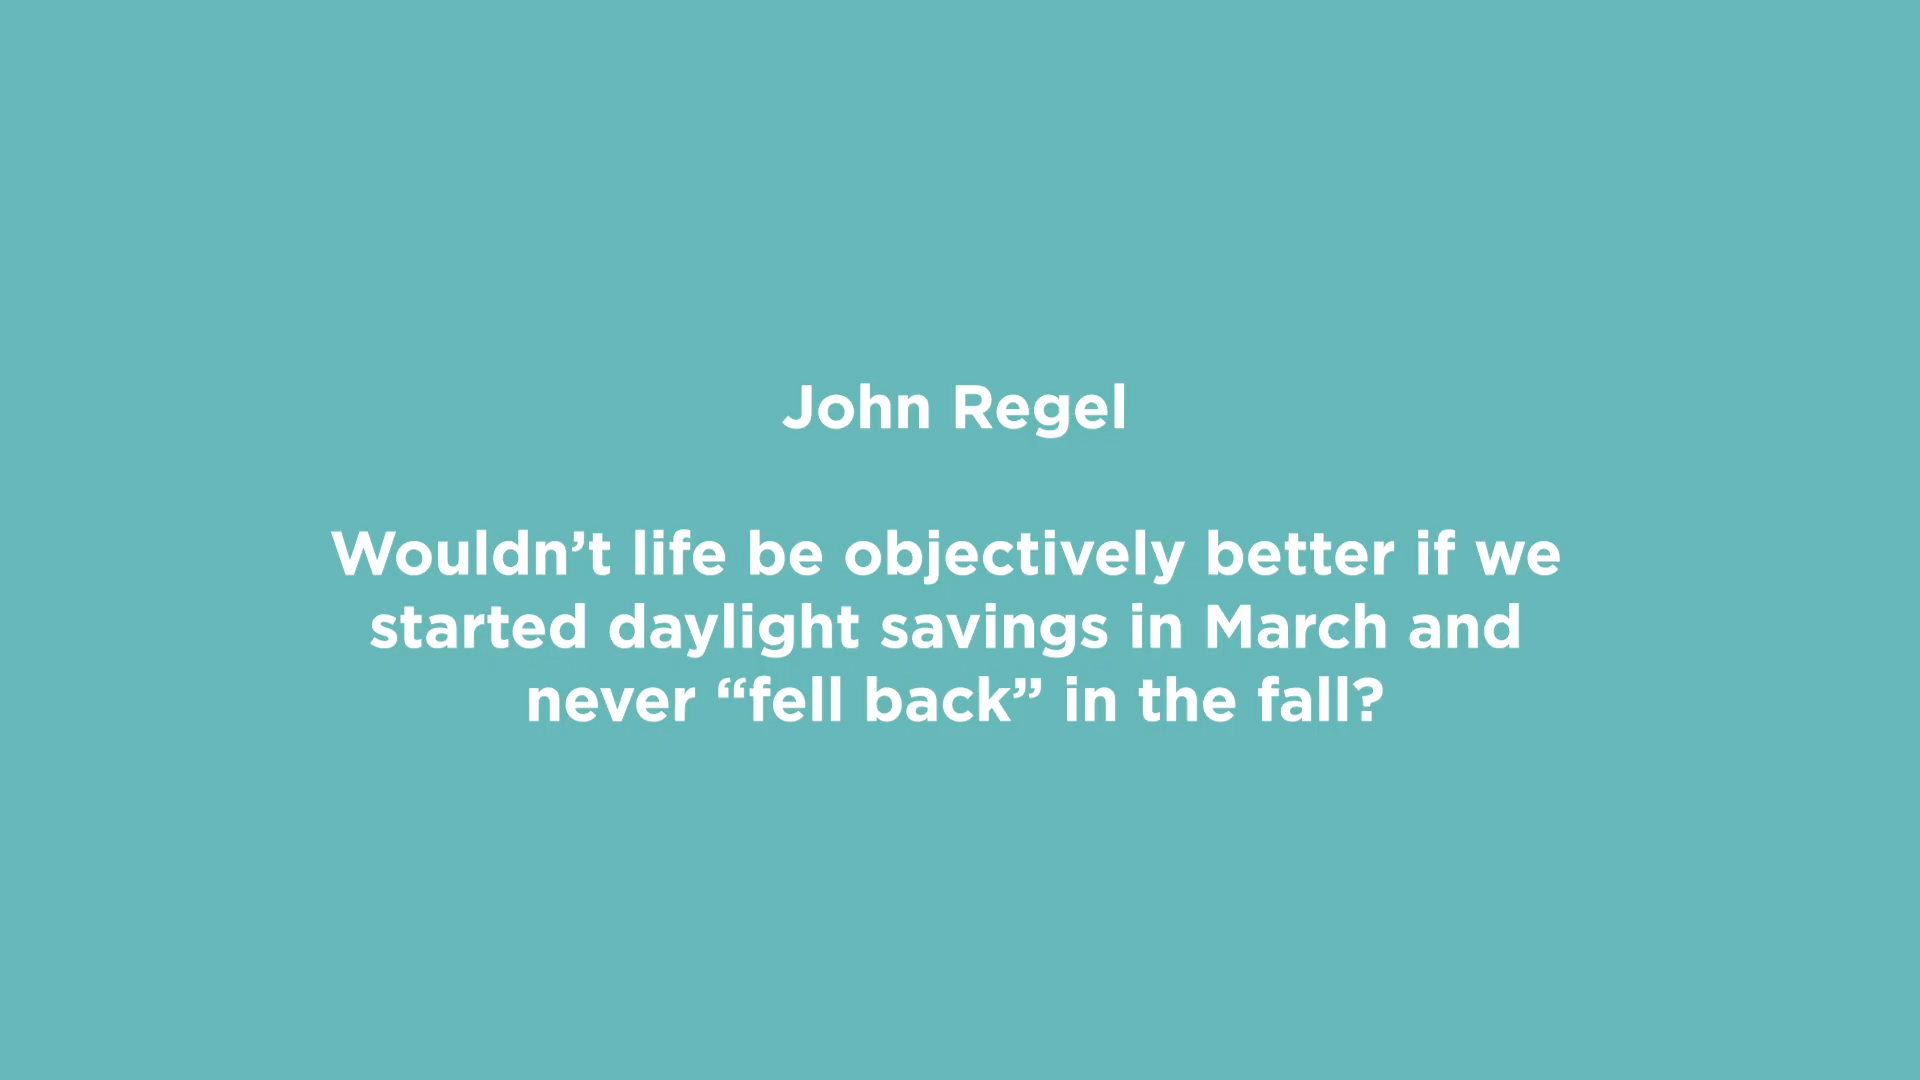 John Regel
Wouldn’t life be objectively better if we
started daylight savings in March and
never “fell back” in the fall?